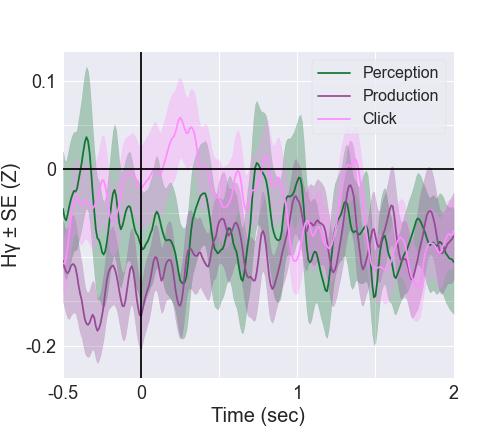 Perception
Production
Click
0.1
0
-0.2
Hγ ± SE (Z)
-0.5
0
1
2
Time (sec)